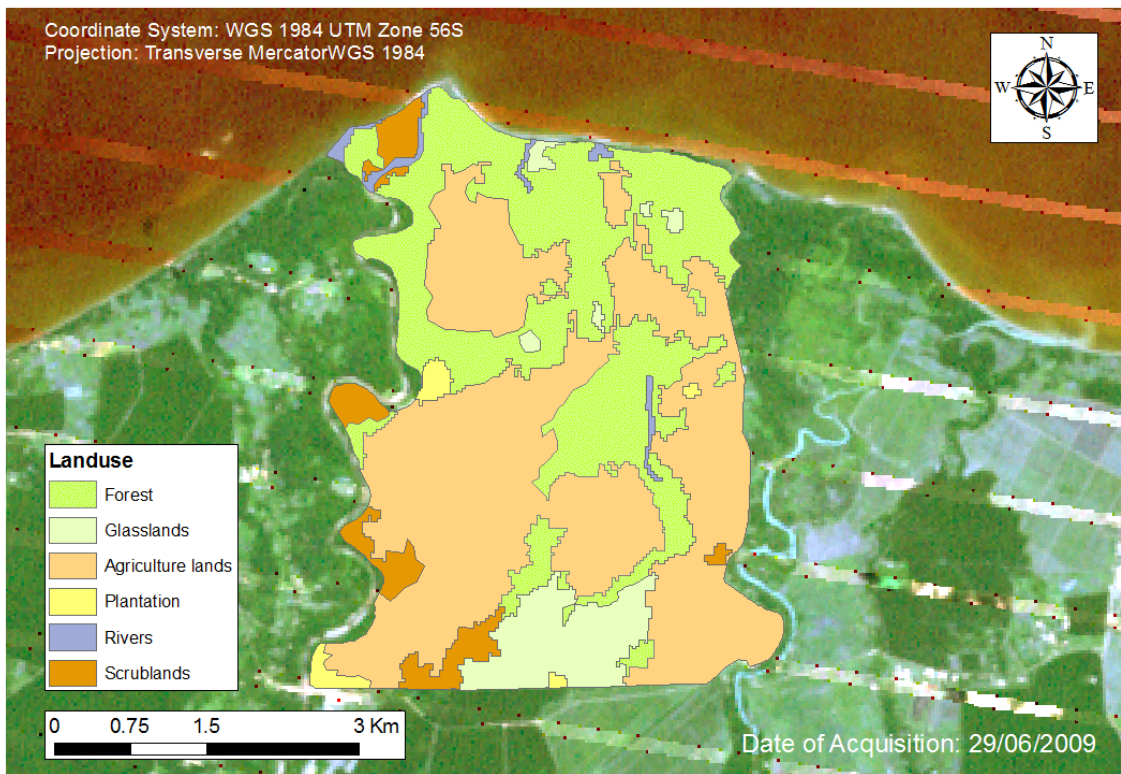 Coordinate System: WGS 1984 UTM Zone 56S
Projection: Transverse MercatorWGS 1984
N
W E
S
Landuse
Forest
Glasslands
Agriculture lands
Plantation
Rivers
Scrublands
0 0.75 1.5 3 Km
Date of Acquisition: 29/06/2009